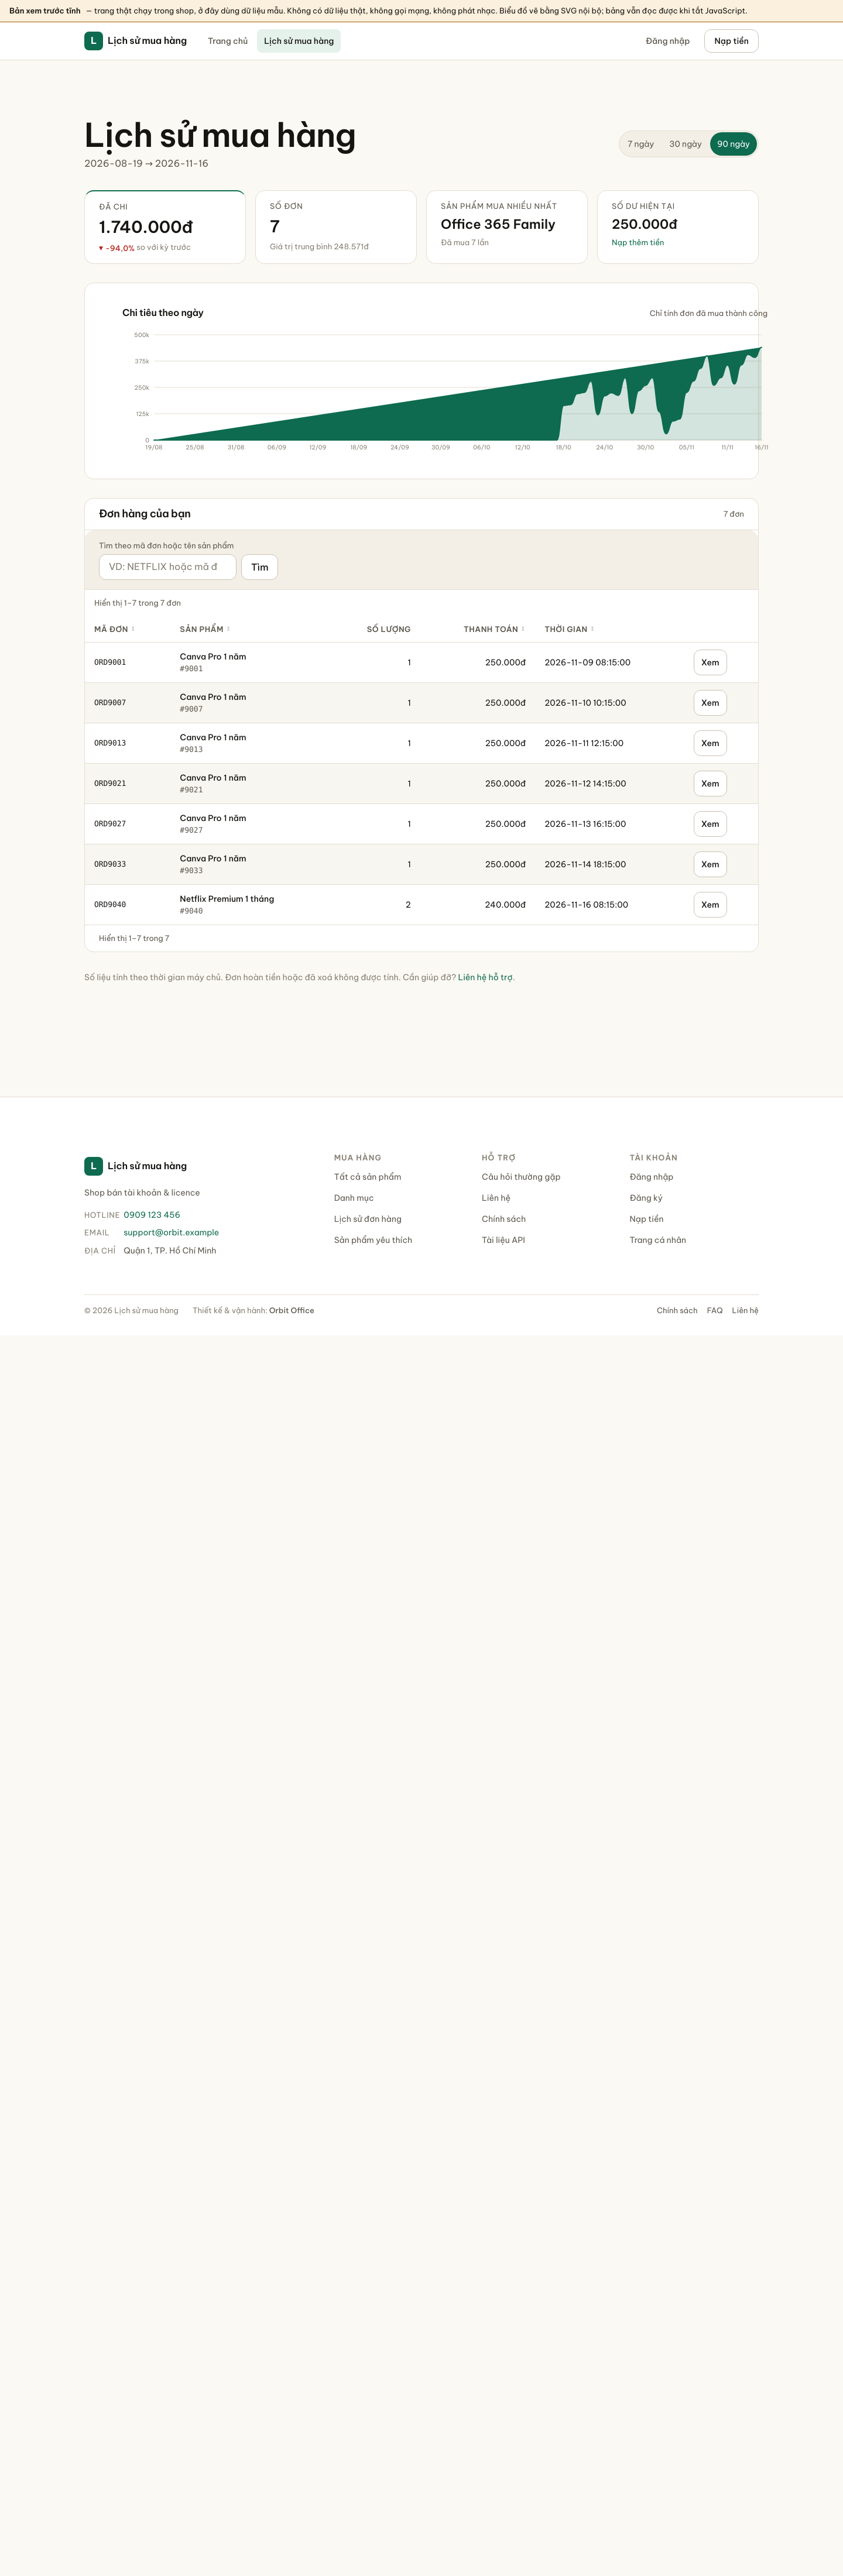 Bản xem trước tĩnh — trang thật chạy trong shop, ở đây dùng dữ liệu mẫu. Không có dữ liệu thật, không gọi mạng, không phát nhạc. Biểu đồ vẽ bằng SVG nội bộ; bảng vẫn đọc được khi tắt JavaScript.
L Lịch sử mua hàng Trang chủ Lịch sử mua hàng Đăng nhập Nạp tiền
Lịch sử mua hàng
2026-08-19 → 2026-11-16
7 ngày 30 ngày 90 ngày
ĐÃ CHI
1.740.000đ
▼ -94,0% so với kỳ trước
SỐ ĐƠN
7
Giá trị trung bình 248.571đ
SẢN PHẨM MUA NHIỀU NHẤT
Office 365 Family
Đã mua 7 lần
SỐ DƯ HIỆN TẠI
250.000đ
Nạp thêm tiền
Chi tiêu theo ngày Chỉ tính đơn đã mua thành công
500k
375k
250k
125k
0
19/08 25/08 31/08 06/09 12/09 18/09 24/09 30/09 06/10 12/10 18/10 24/10 30/10 05/11 11/11 16/11
Đơn hàng của bạn 7 đơn
Tìm theo mã đơn hoặc tên sản phẩm
VD: NETFLIX hoặc mã đ Tìm
Hiển thị 1–7 trong 7 đơn
MÃ ĐƠN ↕ SẢN PHẨM ↕ SỐ LƯỢNG THANH TOÁN ↕ THỜI GIAN ↕
ORD9001 Canva Pro 1 năm 1 250.000đ 2026-11-09 08:15:00 Xem
#9001
ORD9007 Canva Pro 1 năm 1 250.000đ 2026-11-10 10:15:00 Xem
#9007
ORD9013 Canva Pro 1 năm 1 250.000đ 2026-11-11 12:15:00 Xem
#9013
ORD9021 Canva Pro 1 năm 1 250.000đ 2026-11-12 14:15:00 Xem
#9021
ORD9027 Canva Pro 1 năm 1 250.000đ 2026-11-13 16:15:00 Xem
#9027
ORD9033 Canva Pro 1 năm 1 250.000đ 2026-11-14 18:15:00 Xem
#9033
ORD9040 Netflix Premium 1 tháng 2 240.000đ 2026-11-16 08:15:00 Xem
#9040
Hiển thị 1–7 trong 7
Số liệu tính theo thời gian máy chủ. Đơn hoàn tiền hoặc đã xoá không được tính. Cần giúp đỡ? Liên hệ hỗ trợ.
L Lịch sử mua hàng
Shop bán tài khoản & licence
HOTLINE 0909 123 456
EMAIL support@orbit.example
ĐỊA CHỈ Quận 1, TP. Hồ Chí Minh
MUA HÀNG
Tất cả sản phẩm
Danh mục
Lịch sử đơn hàng
Sản phẩm yêu thích
HỖ TRỢ
Câu hỏi thường gặp
Liên hệ
Chính sách
Tài liệu API
TÀI KHOẢN
Đăng nhập
Đăng ký
Nạp tiền
Trang cá nhân
© 2026 Lịch sử mua hàng Thiết kế & vận hành: Orbit Office Chính sách FAQ Liên hệ